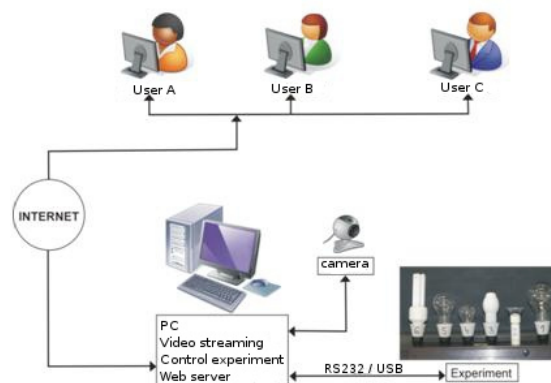 User A
User B
User C
INTERNET
camera
PC
Video streaming
Control experiment
Web server
RS232 / USB
Experiment